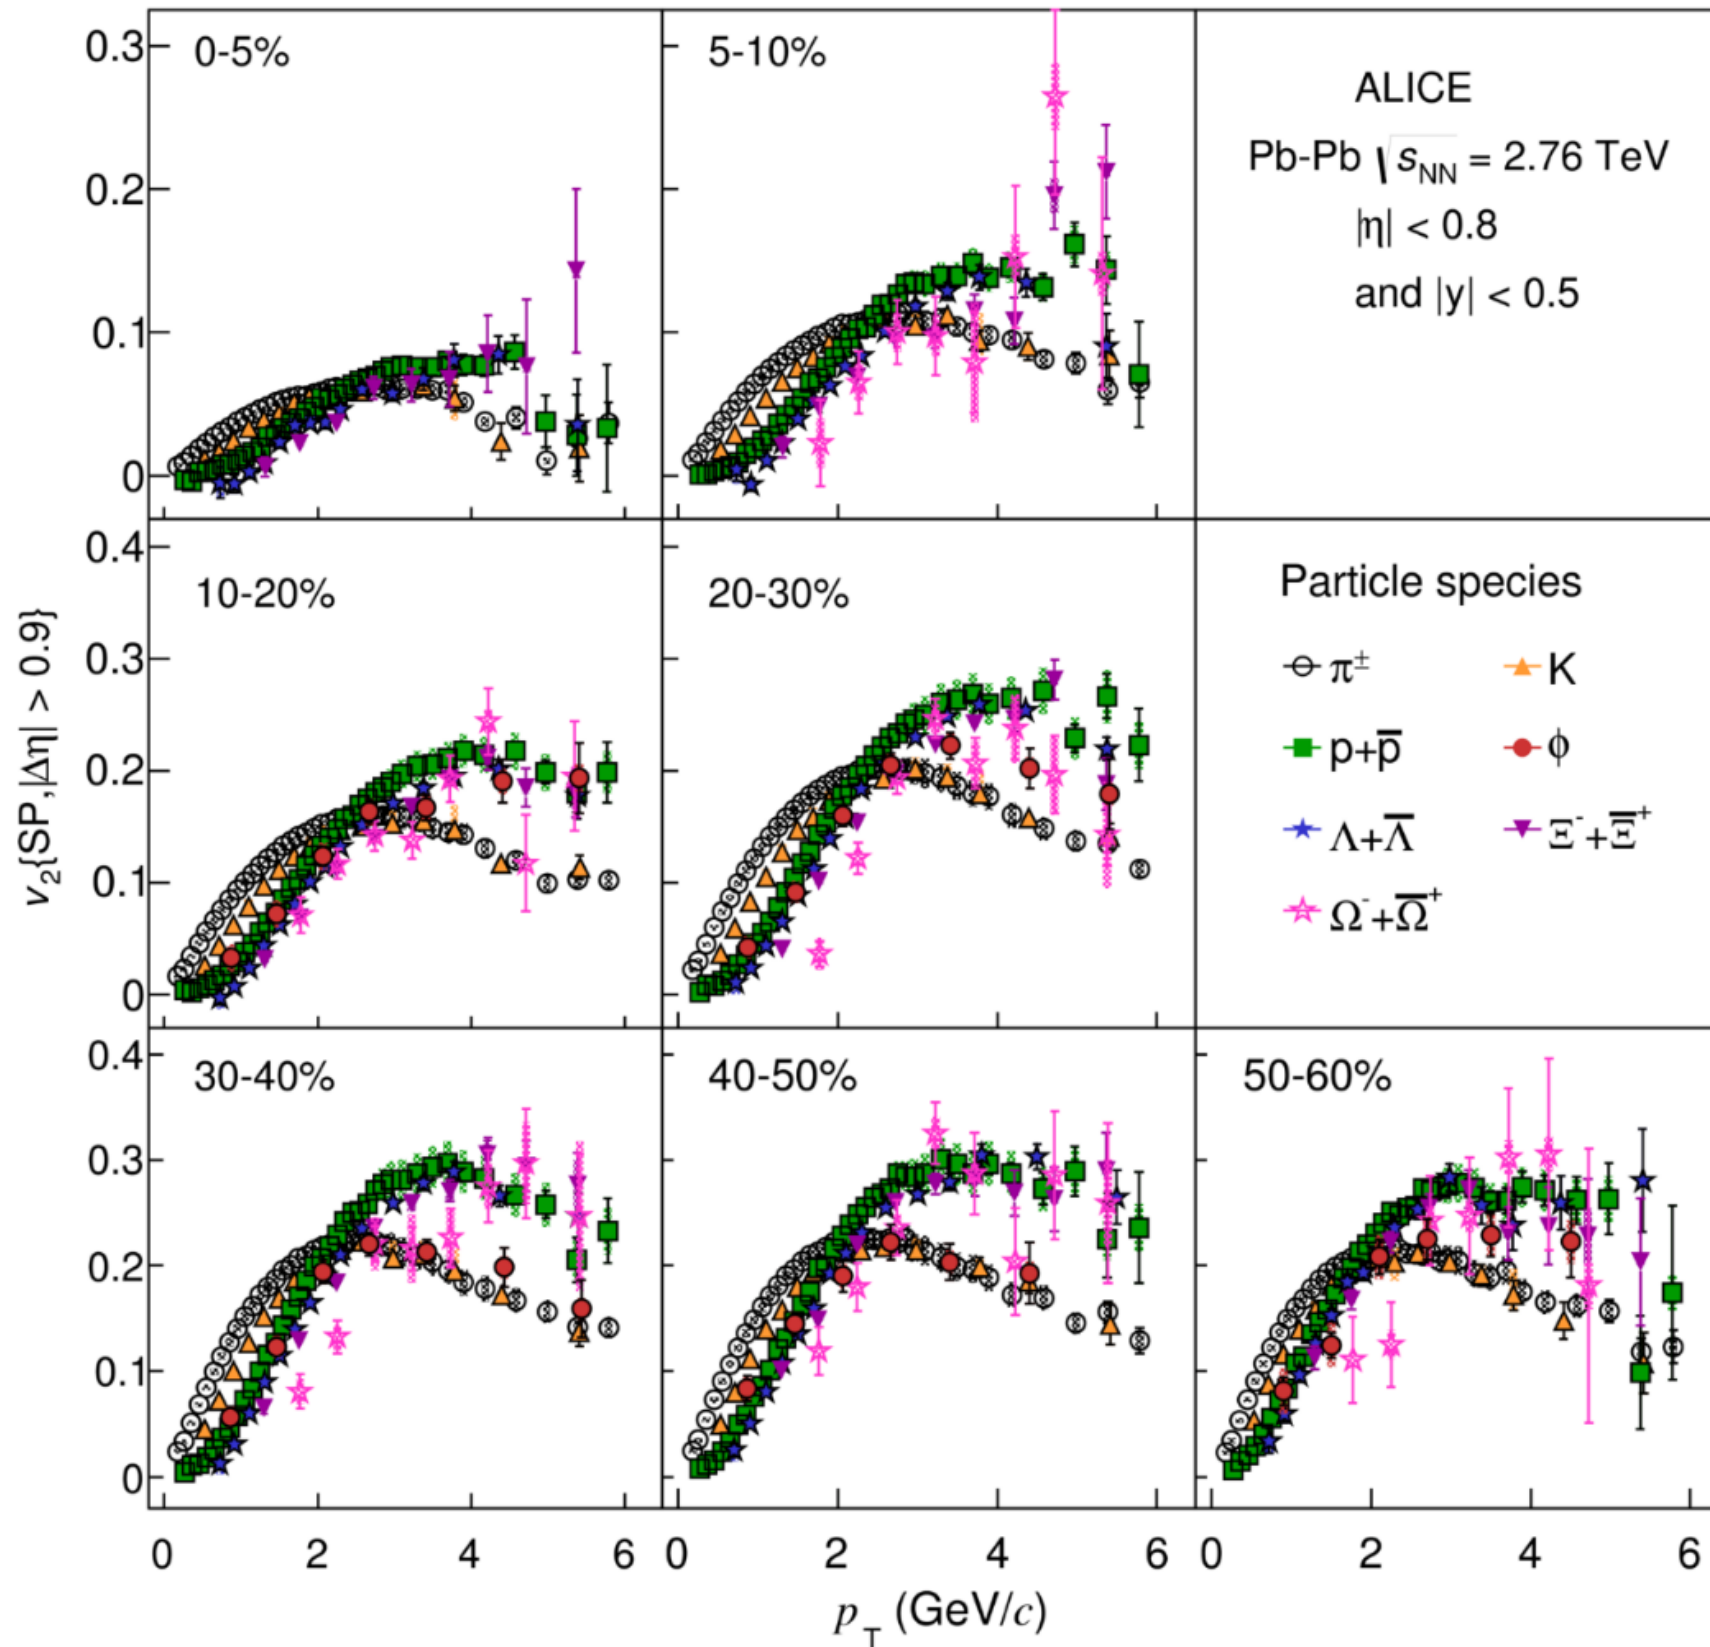 0-5%
5-10%
ALICE
Pb-Pb √sNN = 2.76 TeV
|η| < 0.8
and |y| < 0.5
0.3
0.2
0.1
0
10-20%
20-30%
Particle species
π±
K
p+p̅
ϕ
Λ+Λ̅
Ξ⁻+Ξ̅⁺
Ω⁻+Ω̅⁺
0.4
0.3
0.2
0.1
0
v₂{SP,|Δη| > 0.9}
30-40%
40-50%
50-60%
0.4
0.3
0.2
0.1
0
0 2 4 6 0 2 4 6 0 2 4 6
pT (GeV/c)